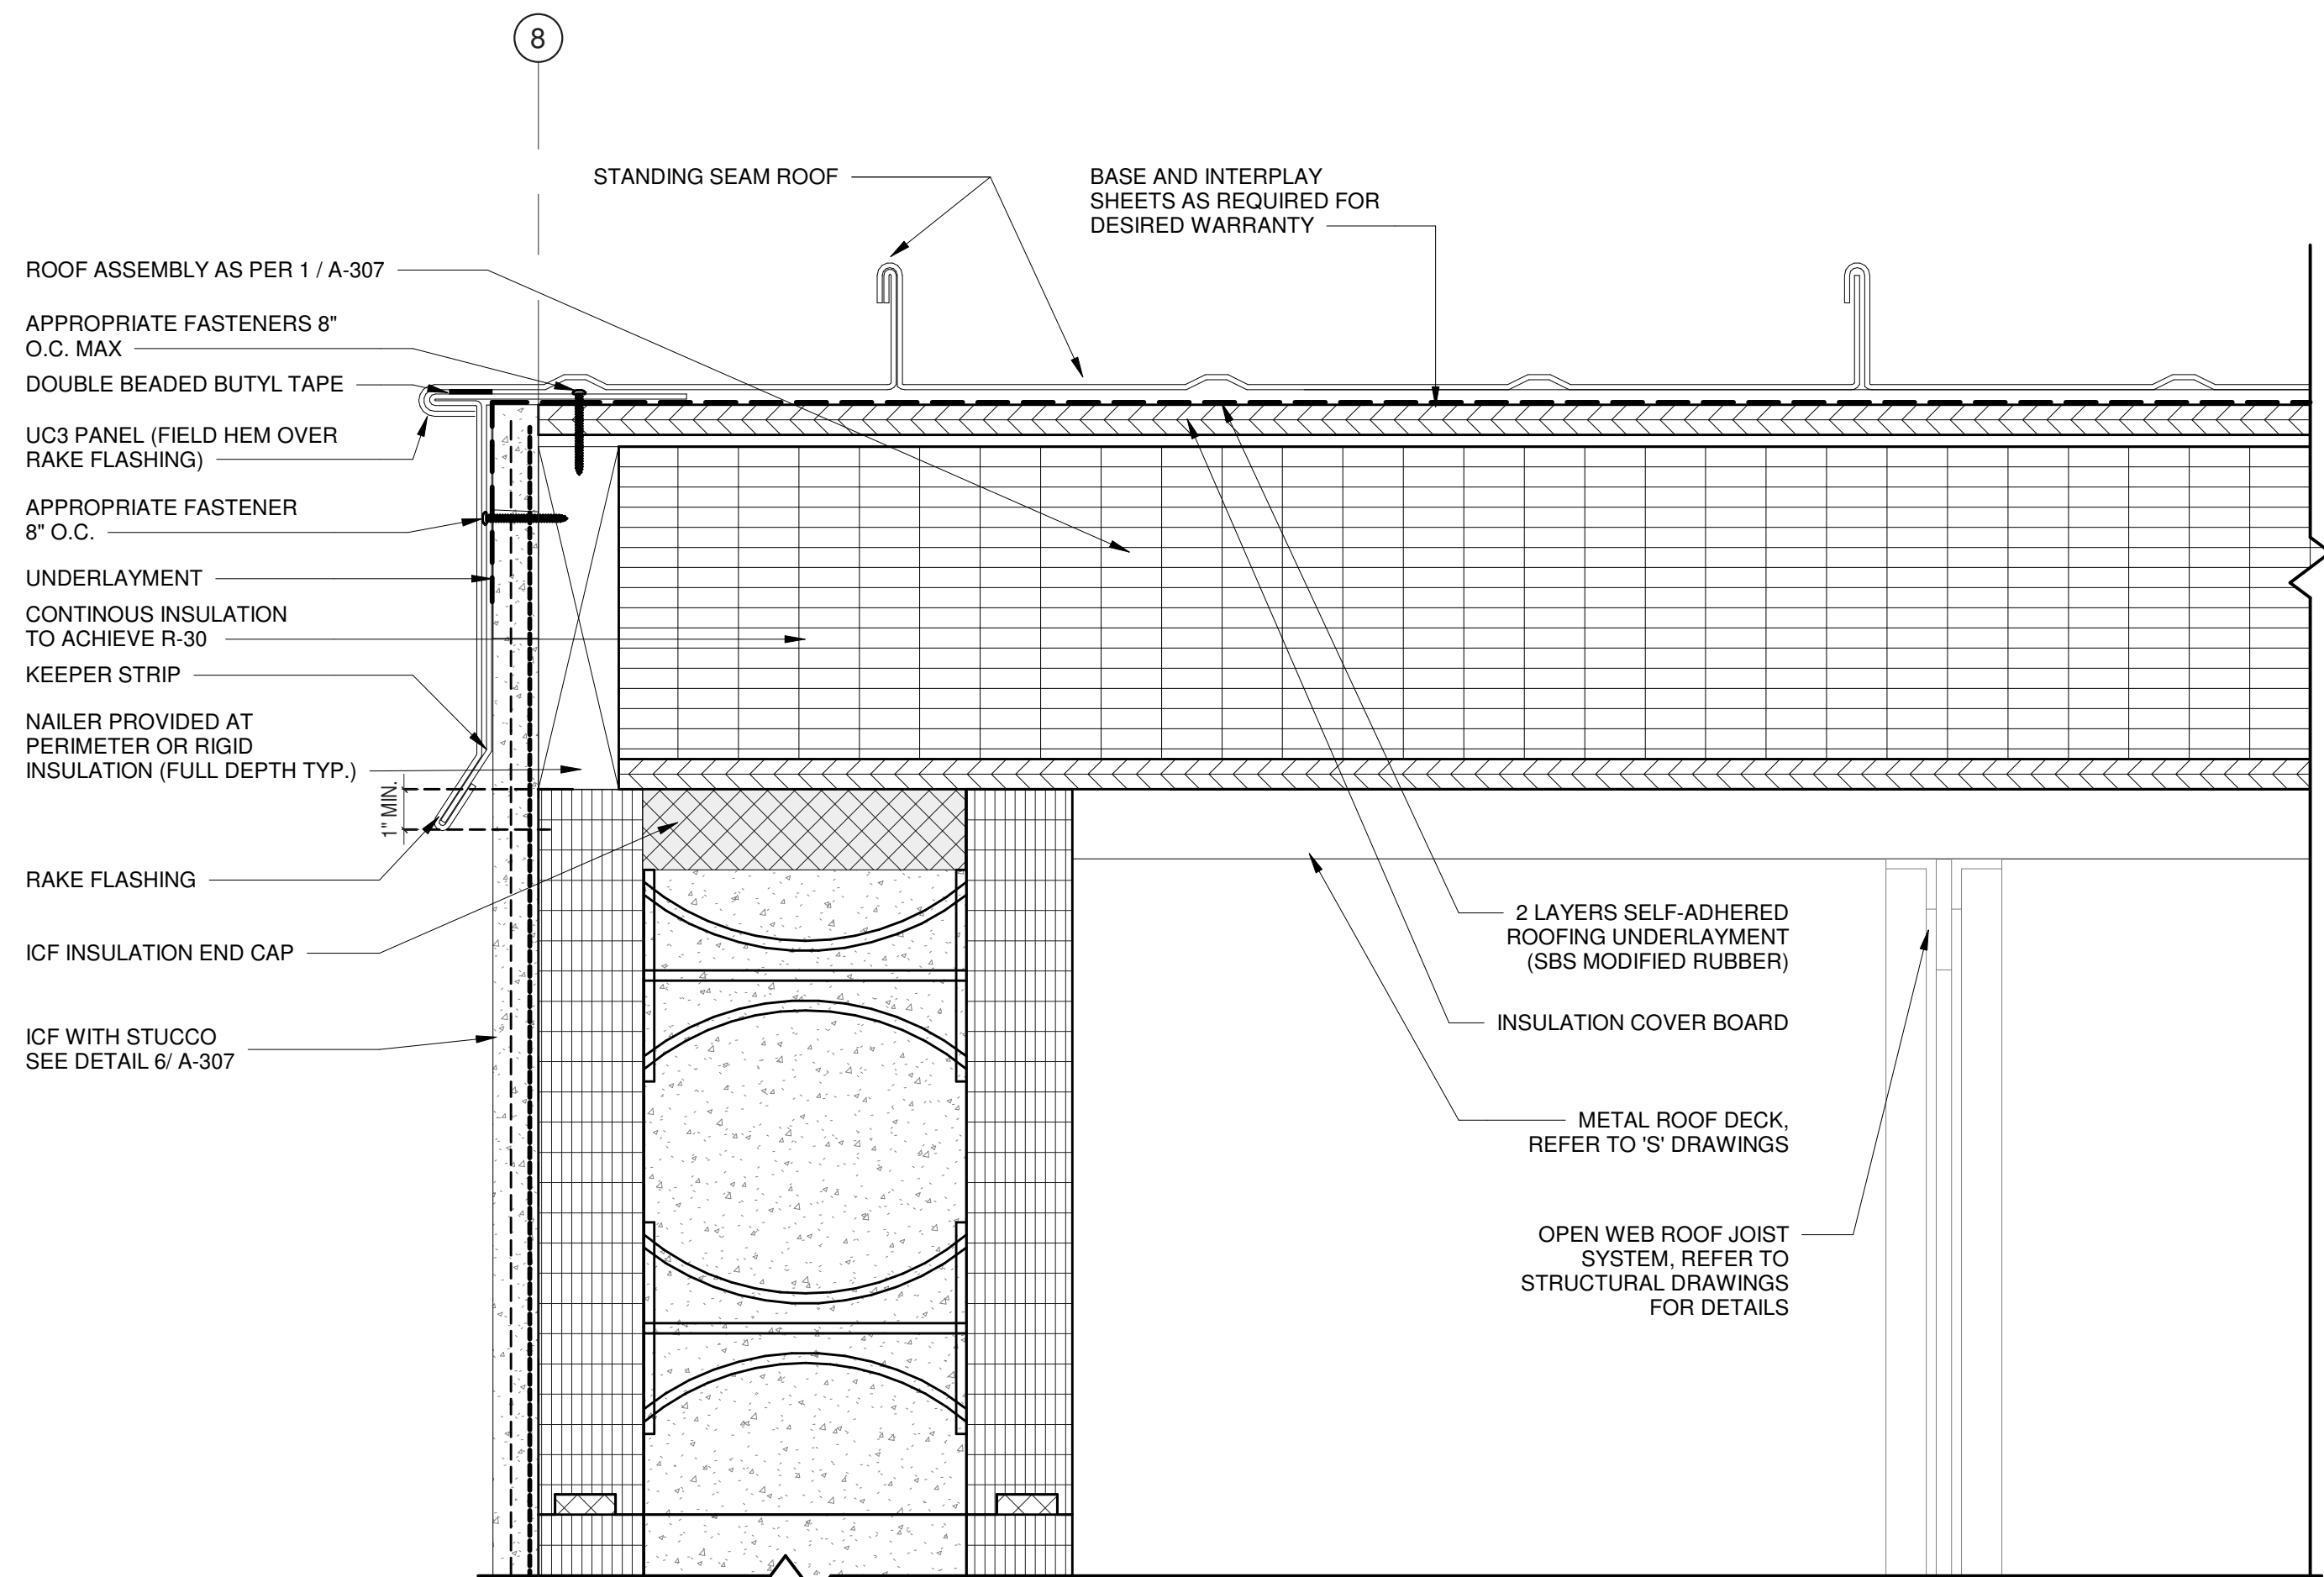 8
STANDING SEAM ROOF
BASE AND INTERPLAY
SHEETS AS REQUIRED FOR
DESIRED WARRANTY
ROOF ASSEMBLY AS PER 1 / A-307
APPROPRIATE FASTENERS 8"
O.C. MAX
DOUBLE BEADED BUTYL TAPE
UC3 PANEL (FIELD HEM OVER
RAKE FLASHING)
APPROPRIATE FASTENER
8" O.C.
UNDERLAYMENT
CONTINOUS INSULATION
TO ACHIEVE R-30
KEEPER STRIP
NAILER PROVIDED AT
PERIMETER OR RIGID
INSULATION (FULL DEPTH TYP.)
1" MIN.
RAKE FLASHING
ICF INSULATION END CAP
ICF WITH STUCCO
SEE DETAIL 6/ A-307
2 LAYERS SELF-ADHERED
ROOFING UNDERLAYMENT
(SBS MODIFIED RUBBER)
INSULATION COVER BOARD
METAL ROOF DECK,
REFER TO 'S' DRAWINGS
OPEN WEB ROOF JOIST
SYSTEM, REFER TO
STRUCTURAL DRAWINGS
FOR DETAILS